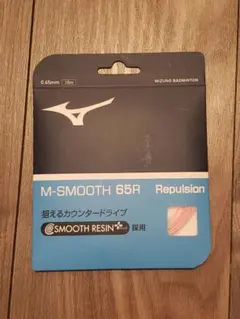 0.65mm 10m
MIZUNO BADMINTON
M-SMOOTH 65R Repulsion
狙えるカウンタードライブ
SMOOTH RESIN+ 採用